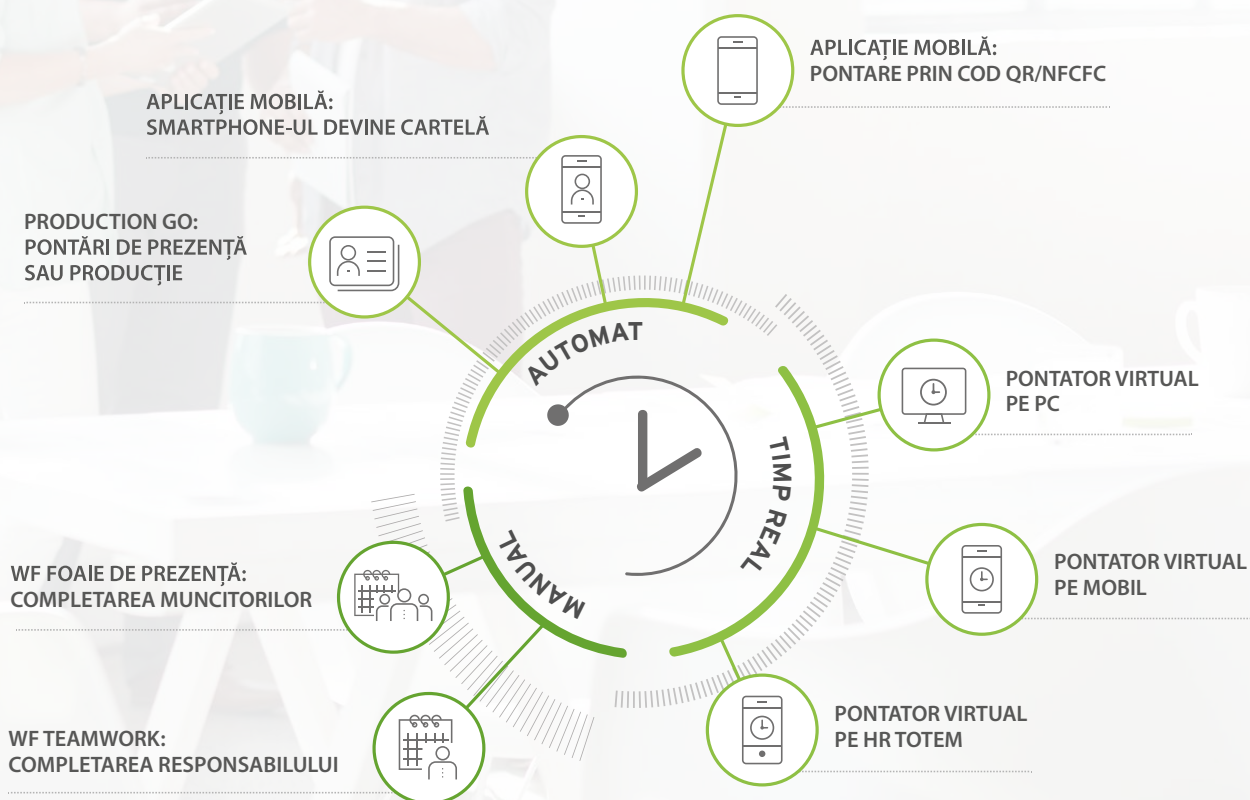 APLICAȚIE MOBILĂ:
PONTARE PRIN COD QR/NFCFC
APLICAȚIE MOBILĂ:
SMARTPHONE-UL DEVINE CARTELĂ
PRODUCTION GO:
PONTĂRI DE PREZENȚĂ
SAU PRODUCȚIE
AUTOMAT
PONTATOR VIRTUAL
PE PC
TIMP REAL
MANUAL
PONTATOR VIRTUAL
PE MOBIL
WF FOAIE DE PREZENȚĂ:
COMPLETAREA MUNCITORILOR
PONTATOR VIRTUAL
PE HR TOTEM
WF TEAMWORK:
COMPLETAREA RESPONSABILULUI